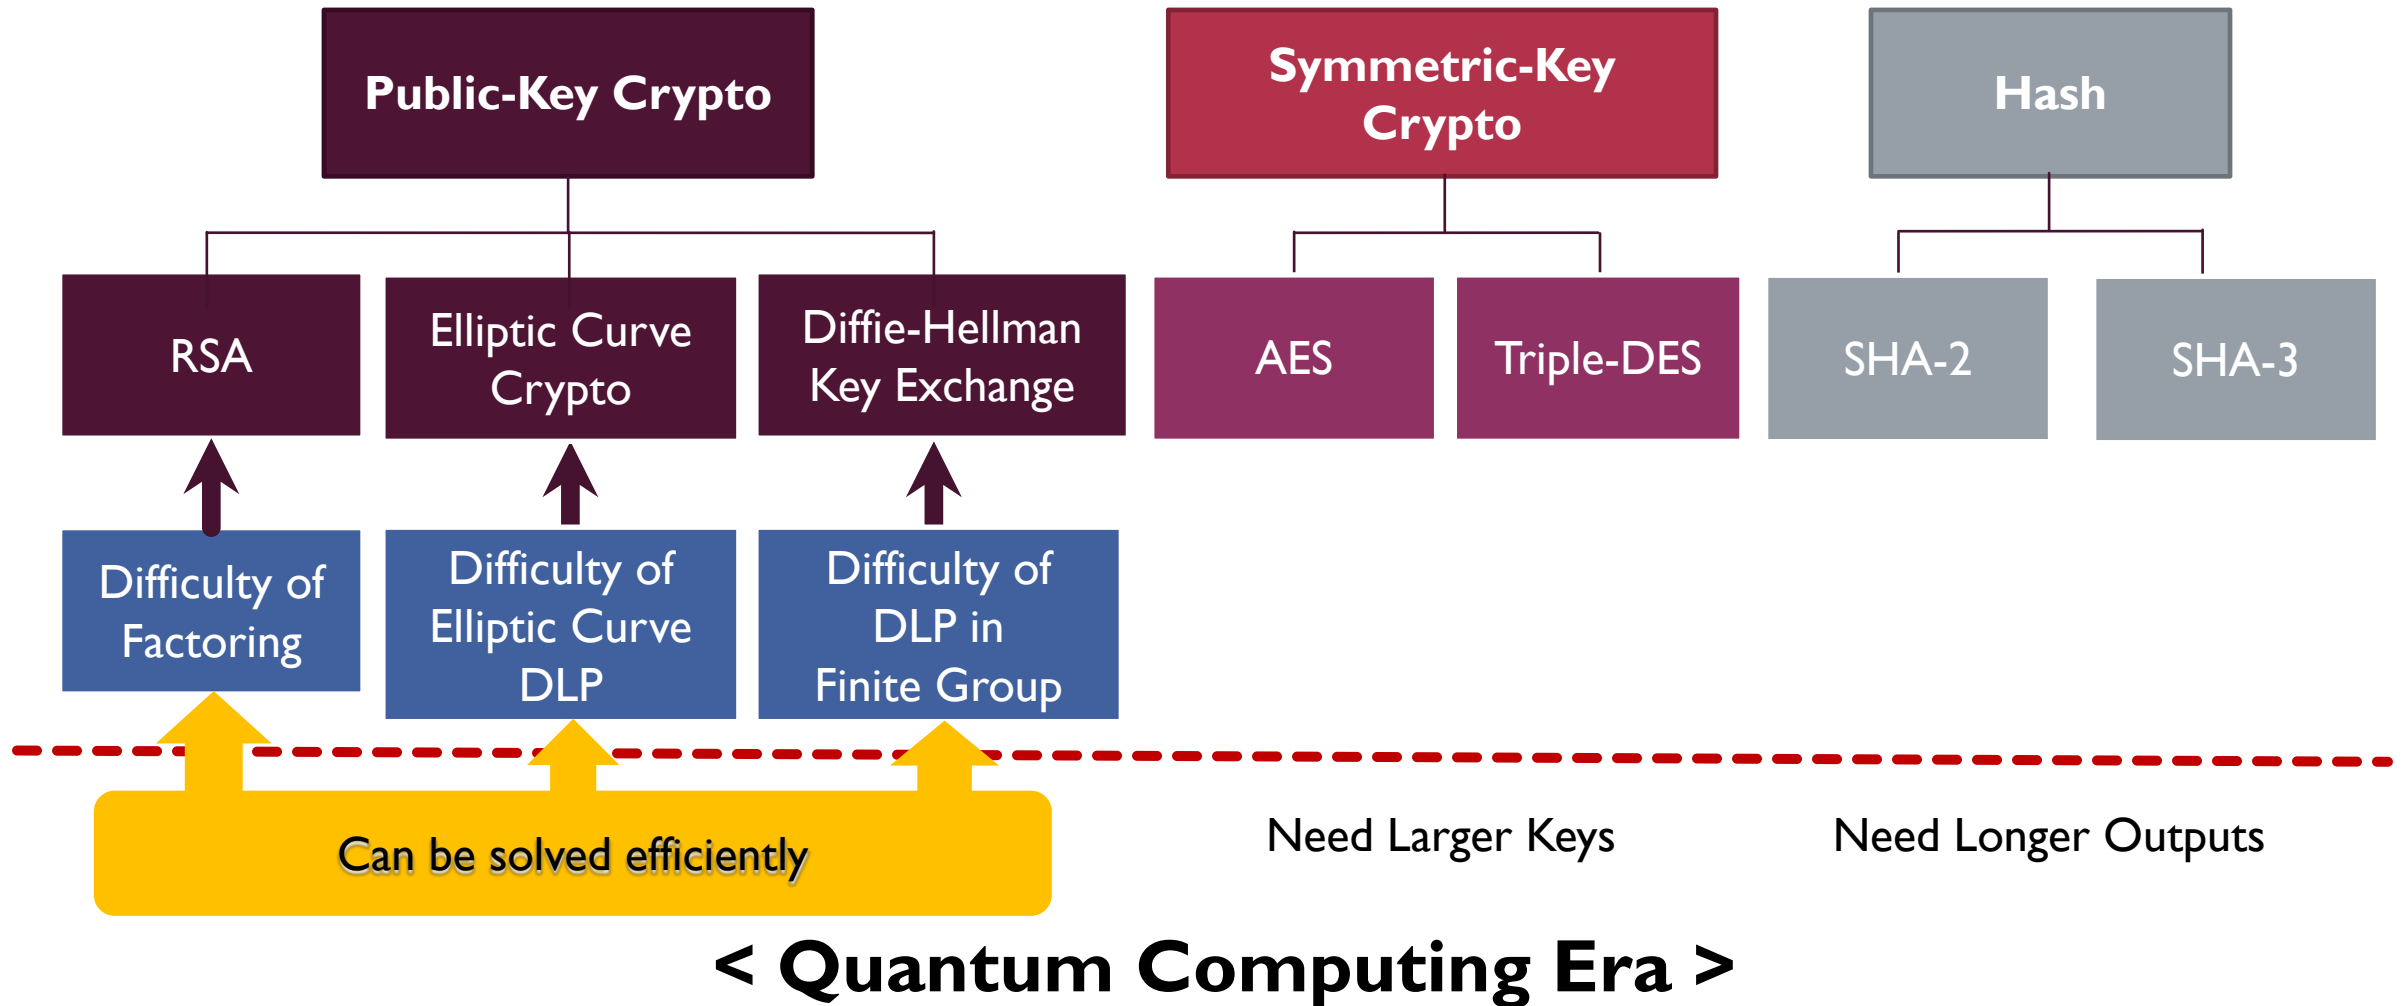 Public-Key Crypto
Symmetric-Key
Crypto
Hash
RSA
Elliptic Curve
Crypto
Diffie-Hellman
Key Exchange
AES
Triple-DES
SHA-2
SHA-3
Difficulty of
Factoring
Difficulty of
Elliptic Curve
DLP
Difficulty of
DLP in
Finite Group
Can be solved efficiently
Need Larger Keys
Need Longer Outputs
< Quantum Computing Era >